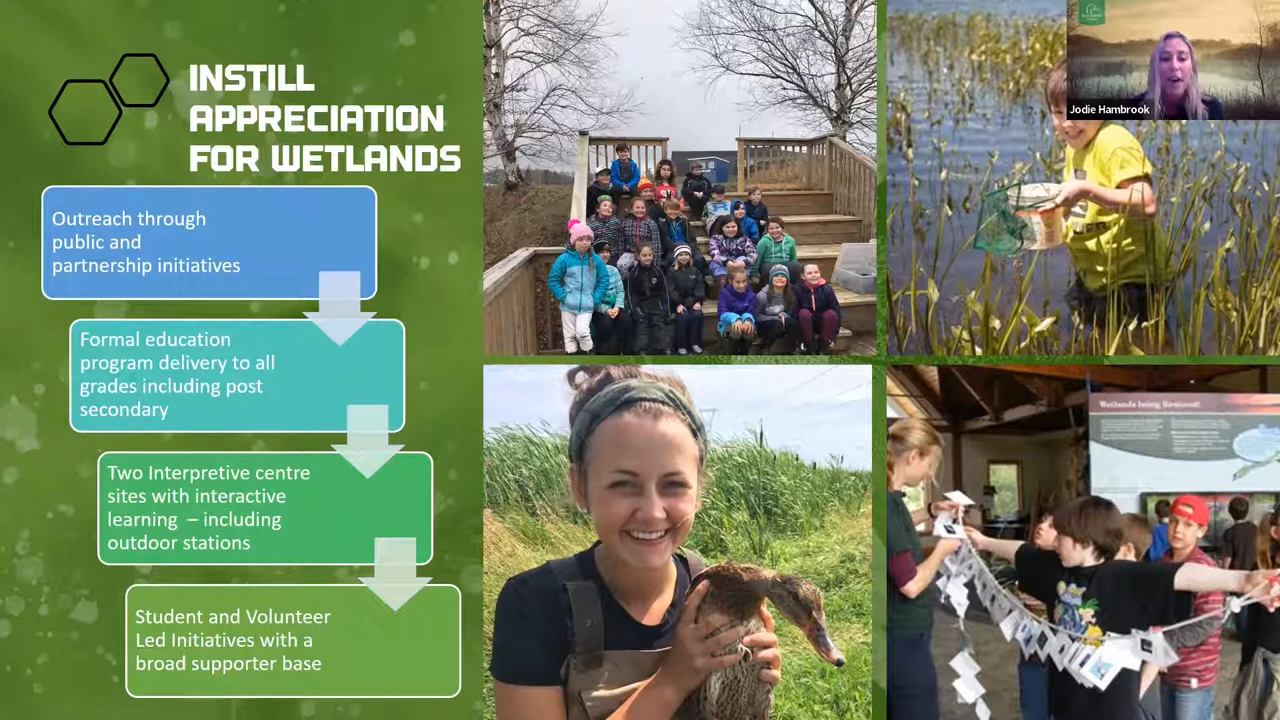 INSTILL
APPRECIATION
FOR WETLANDS
Outreach through
public and
partnership initiatives
Formal education
program delivery to all
grades including post
secondary
Two Interpretive centre
sites with interactive
learning – including
outdoor stations
Student and Volunteer
Led Initiatives with a
broad supporter base
Jodie Hambrook
Wetlands being Removed!